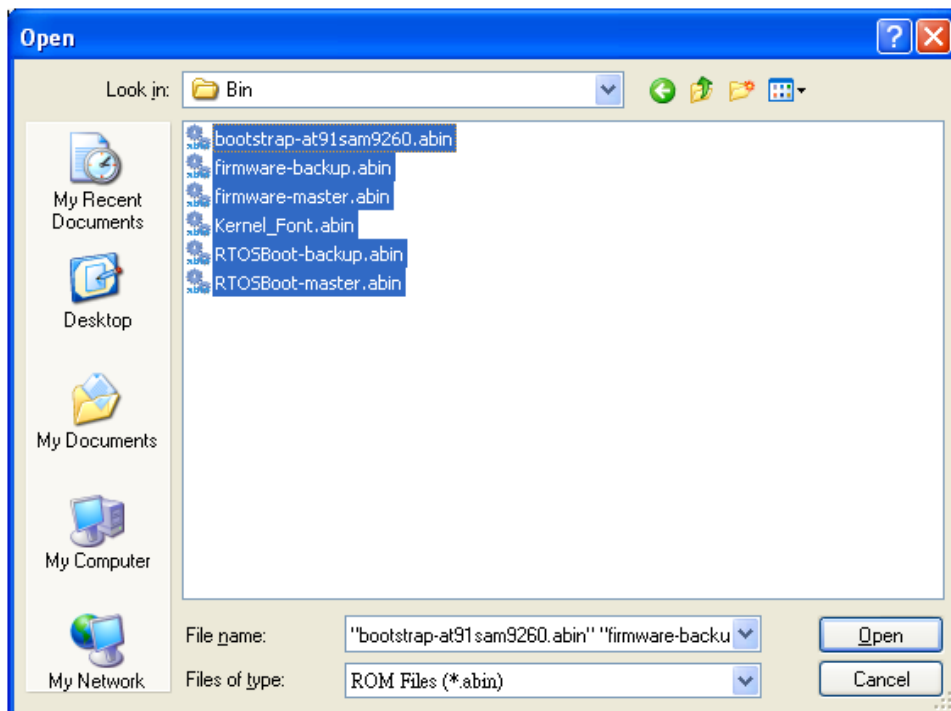 Open
Look in:
Bin
My Recent
Documents
Desktop
My Documents
My Computer
My Network
bootstrap-at91sam9260.abin
firmware-backup.abin
firmware-master.abin
Kernel_Font.abin
RTOSBoot-backup.abin
RTOSBoot-master.abin
File name:
"bootstrap-at91sam9260.abin" "firmware-backu
Open
Files of type:
ROM Files (*.abin)
Cancel